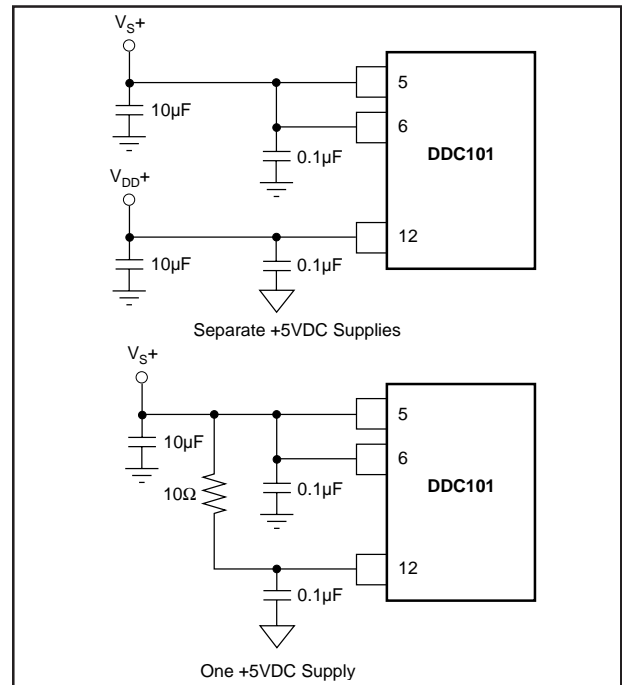 VS+
10µF
5
6
DDC101
0.1µF
VDD+
10µF
0.1µF
12
Separate +5VDC Supplies
VS+
10µF
5
6
DDC101
10Ω
0.1µF
12
0.1µF
One +5VDC Supply